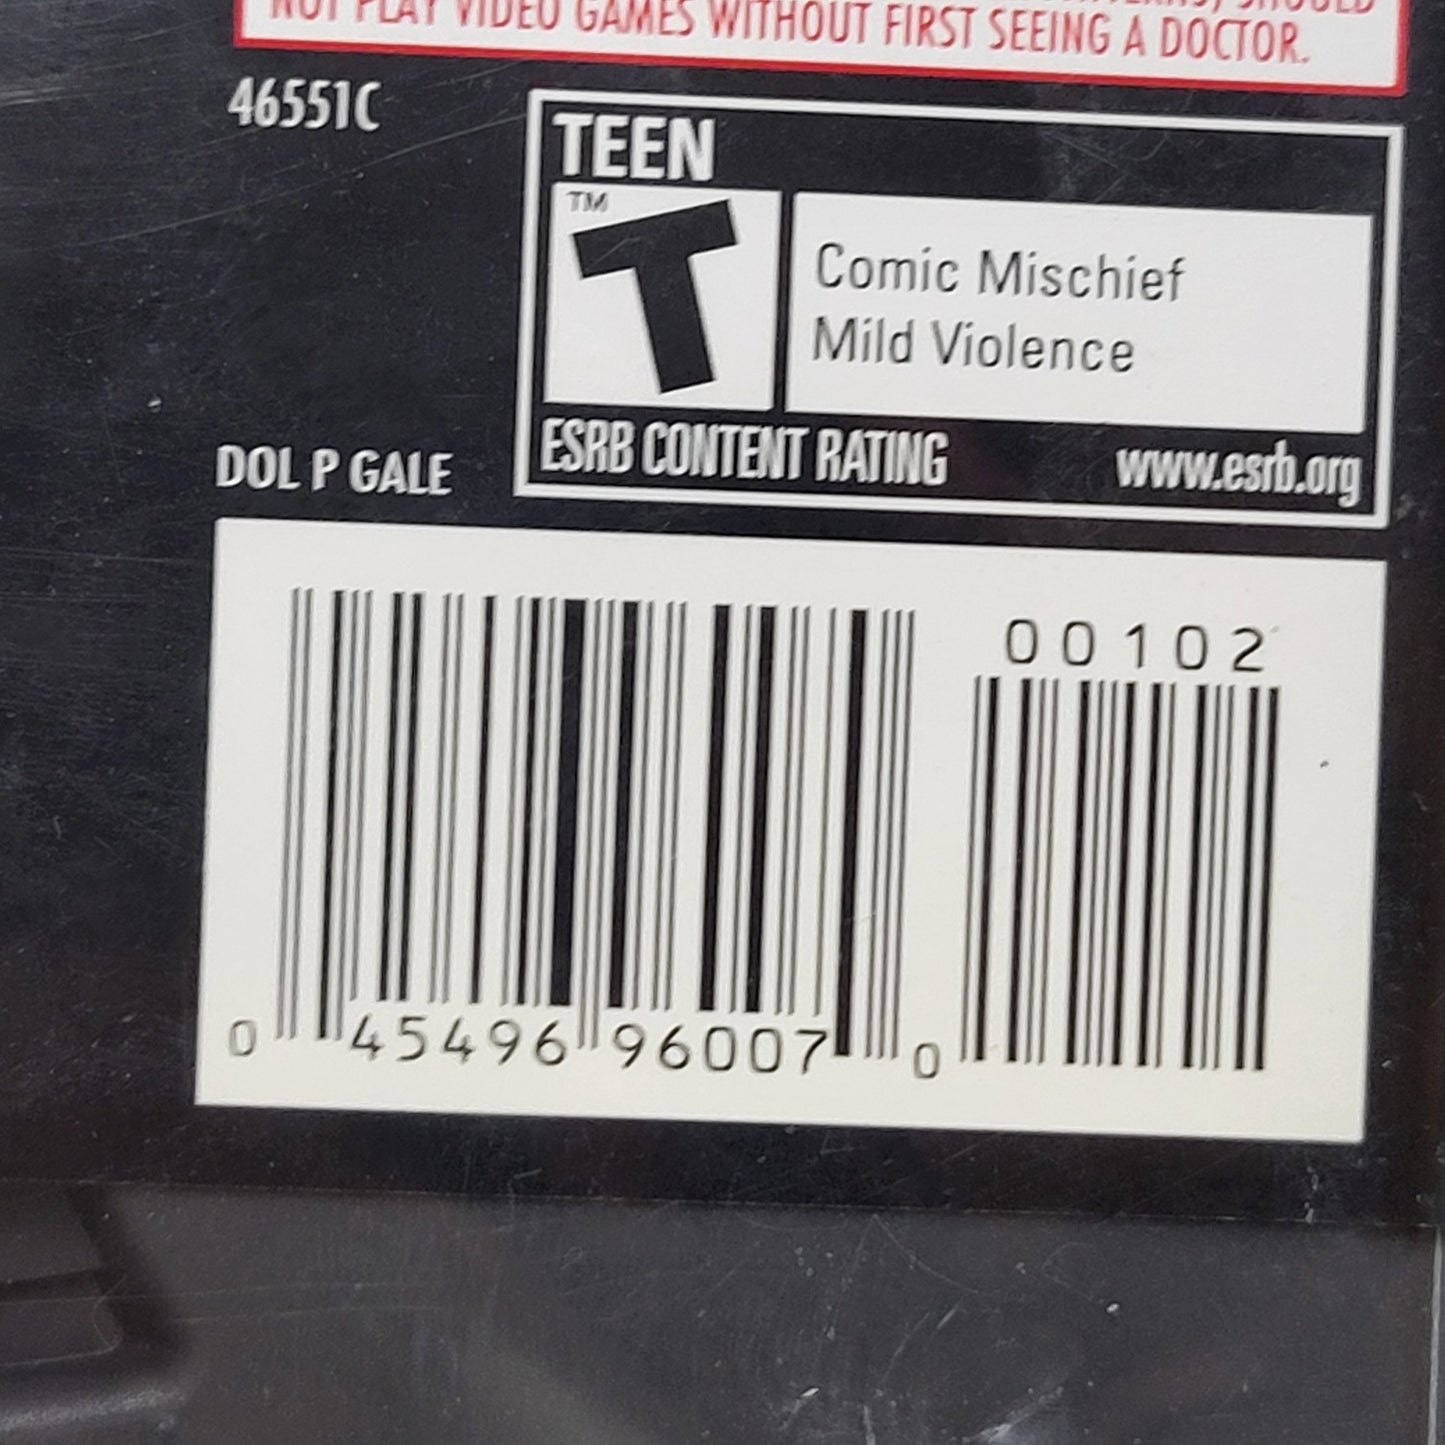 NOT PLAY VIDEO GAMES WITHOUT FIRST SEEING A DOCTOR.
46551C
TEEN
TM
T
Comic Mischief
Mild Violence
ESRB CONTENT RATING www.esrb.org
DOL P GALE
00102
0 45496 96007 0